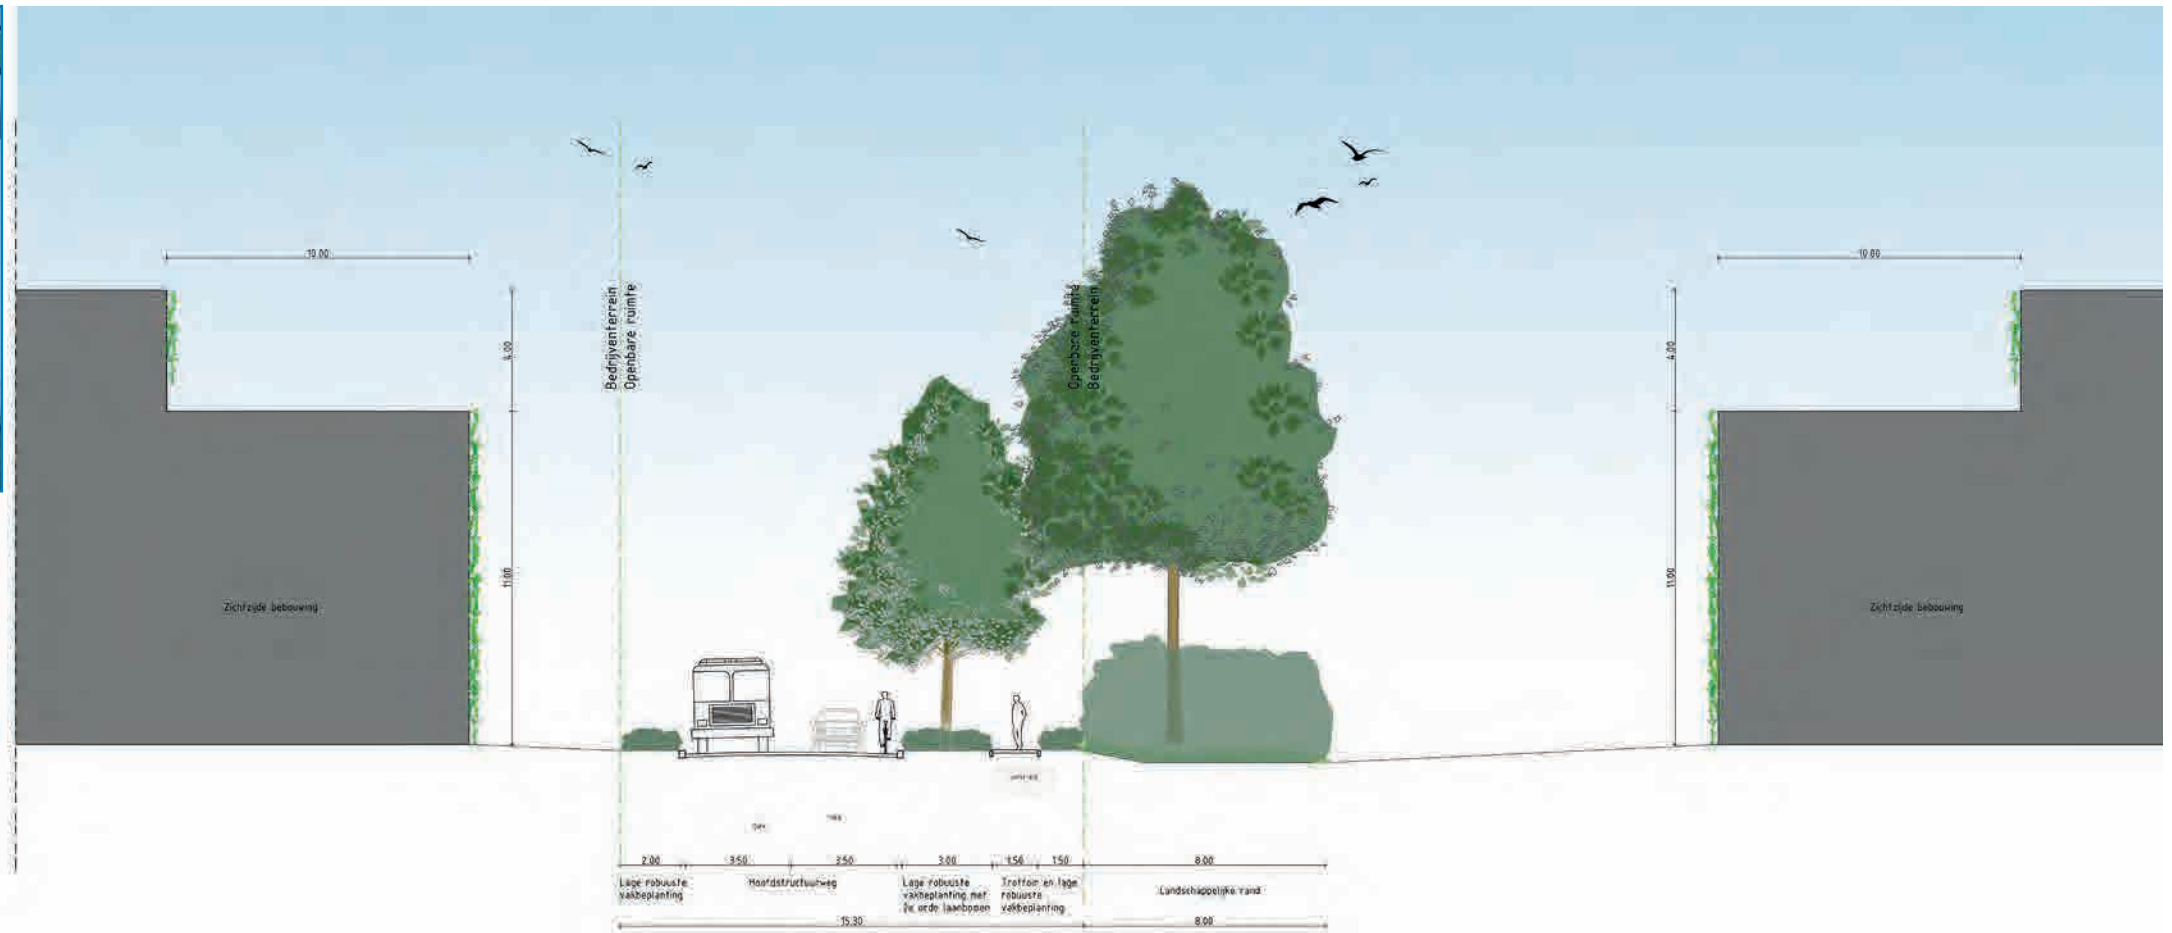 10.00
10.00
Bedrijventerrein
Openbare ruimte
Openbare ruimte
Bedrijventerrein
4.00
4.00
11.00
11.00
Zichtzijde bebouwing
Zichtzijde bebouwing
2.00
3.50
3.50
3.00
1.50
1.50
8.00
Lage robuuste
vakbeplanting
Hoofdstructuurweg
Lage robuuste
vakbeplanting met
2e orde laanbomen
Trottoir en lage
robuuste
vakbeplanting
Landschappelijke rand
15.30
8.00